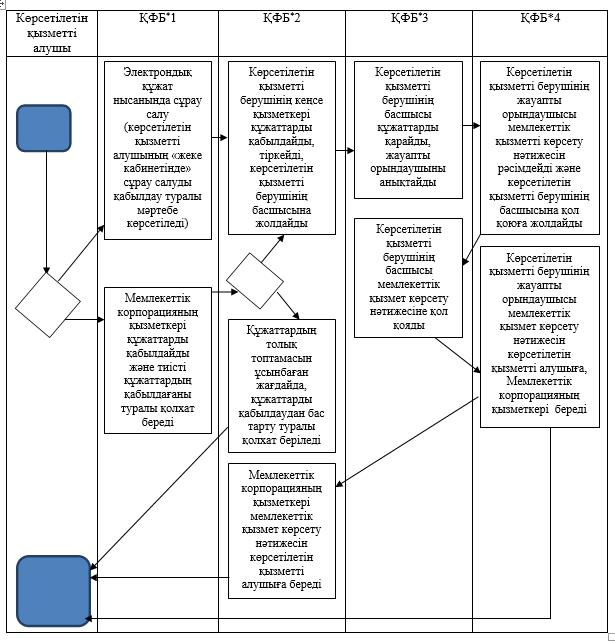 Көрсетілетін
қызметті
алушы
ҚФБ*1
ҚФБ*2
ҚФБ*3
ҚФБ*4
Электрондық
құжат
нысанында сұрау
салу
(көрсетілетін
қызметті
алушының «жеке
кабинетінде»
сұрау салуды
қабылдау туралы
мәртебе
көрсетіледі)
Мемлекеттік
корпорацияның
қызметкері
құжаттарды
қабылдайды
және тиісті
құжаттардың
қабылдағаны
туралы қолхат
береді
Көрсетілетін
қызметті
берушінің кеңсе
қызметкері
құжаттарды
қабылдайды,
тіркейді,
көрсетілетін
қызметті
берушінің
басшысына
жолдайды
Құжаттардың
толық
топтамасын
ұсынбаған
жағдайда,
құжаттарды
қабылдаудан бас
тарту туралы
қолхат беріледі
Мемлекеттік
корпорацияның
қызметкері
мемлекеттік
қызмет көрсету
нәтижесін
көрсетілетін
қызметті
алушыға береді
Көрсетілетін
қызметті
берушінің
басшысы
құжаттарды
қарайды,
жауапты
орындаушыны
анықтайды
Көрсетілетін
қызметті
берушінің
басшысы
мемлекеттік
қызмет көрсету
нәтижесіне қол
қояды
Көрсетілетін
қызметті берушінің
жауапты
орындаушысы
мемлекеттік
қызметті көрсету
нәтижесін
рәсімдейді және
көрсетілетін
қызметті берушінің
басшысына қол
қоюға жолдайды
Көрсетілетін
қызметті берушінің
жауапты
орындаушысы
мемлекеттік
қызмет көрсету
нәтижесін
көрсетілетін
қызметті алушыға,
Мемлекеттік
корпорацияның
қызметкері береді